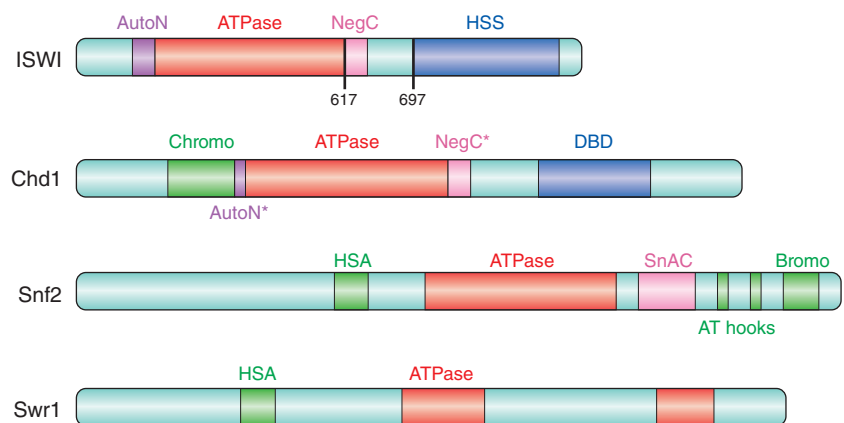 AutoN ATPase NegC HSS
ISWI
617 697
Chromo ATPase NegC* DBD
Chd1
AutoN*
HSA ATPase SnAC Bromo
Snf2
AT hooks
HSA ATPase
Swr1